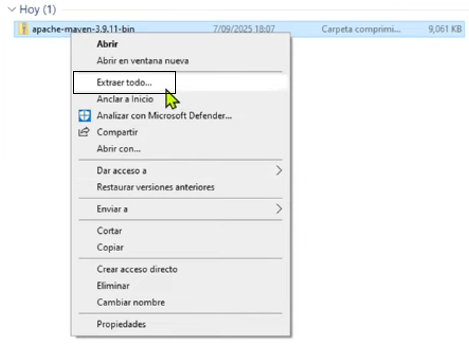 Hoy (1)
apache-maven-3.9.11-bin 7/09/2025 18:07 Carpeta comprimi... 9,061 KB
Abrir
Abrir en ventana nueva
Extraer todo...
Anclar a Inicio
Analizar con Microsoft Defender...
Compartir
Abrir con...
Dar acceso a
Restaurar versiones anteriores
Enviar a
Cortar
Copiar
Crear acceso directo
Eliminar
Cambiar nombre
Propiedades